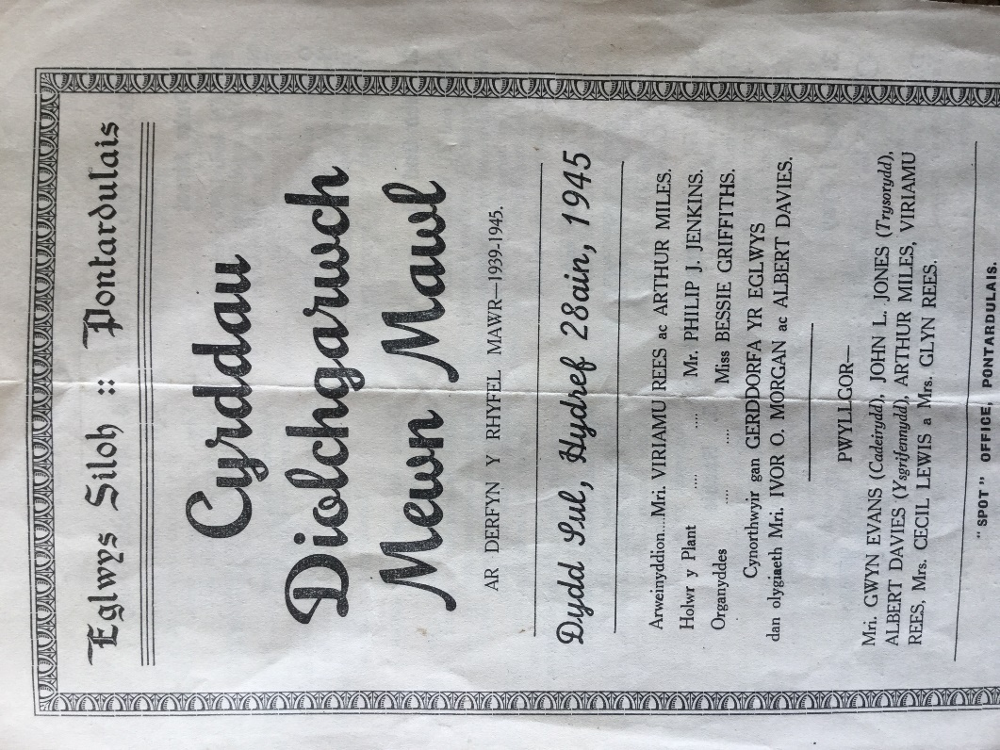 Eglwys Siloh :: Pontardulais
Cyrddau
Diolchgarwch
Mewn Mawl
AR DERFYN Y RHYFEL MAWR—1939-1945.
Dydd Sul, Hydref 28ain, 1945
Arweinyddion...Mri. VIRIAMU REES ac ARTHUR MILES.
Holwr y Plant ..... ..... Mr. PHILIP J. JENKINS.
Organyddes ..... ..... Miss BESSIE GRIFFITHS.
Cynorthwyir gan GERDDORFA YR EGLWYS
dan olygiaeth Mri. IVOR O. MORGAN ac ALBERT DAVIES.
PWYLLGOR—
Mri. GWYN EVANS (Cadeirydd), JOHN L. JONES (Trysorydd),
ALBERT DAVIES (Ysgrifennydd), ARTHUR MILES, VIRIAMU
REES, Mrs. CECIL LEWIS a Mrs. GLYN REES.
"SPOT" OFFICE, PONTARDULAIS.